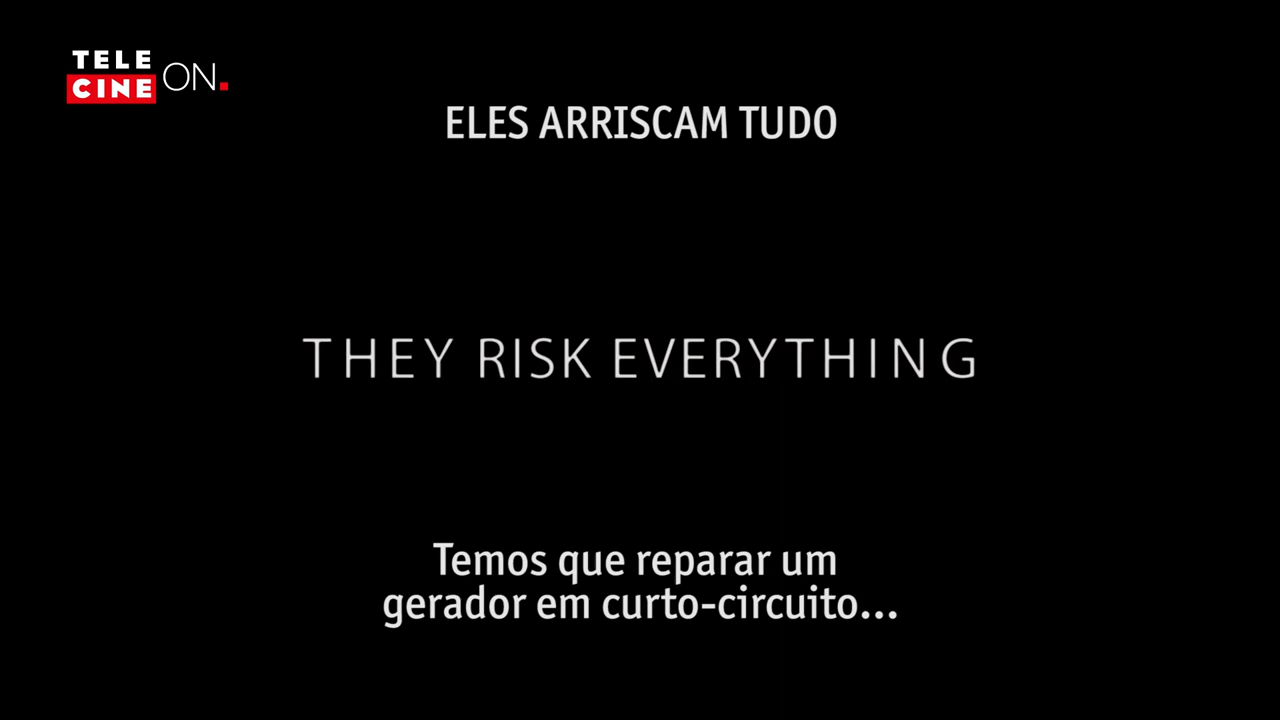 TELE
CINE ON.
ELES ARRISCAM TUDO
THEY RISK EVERYTHING
Temos que reparar um
gerador em curto-circuito...